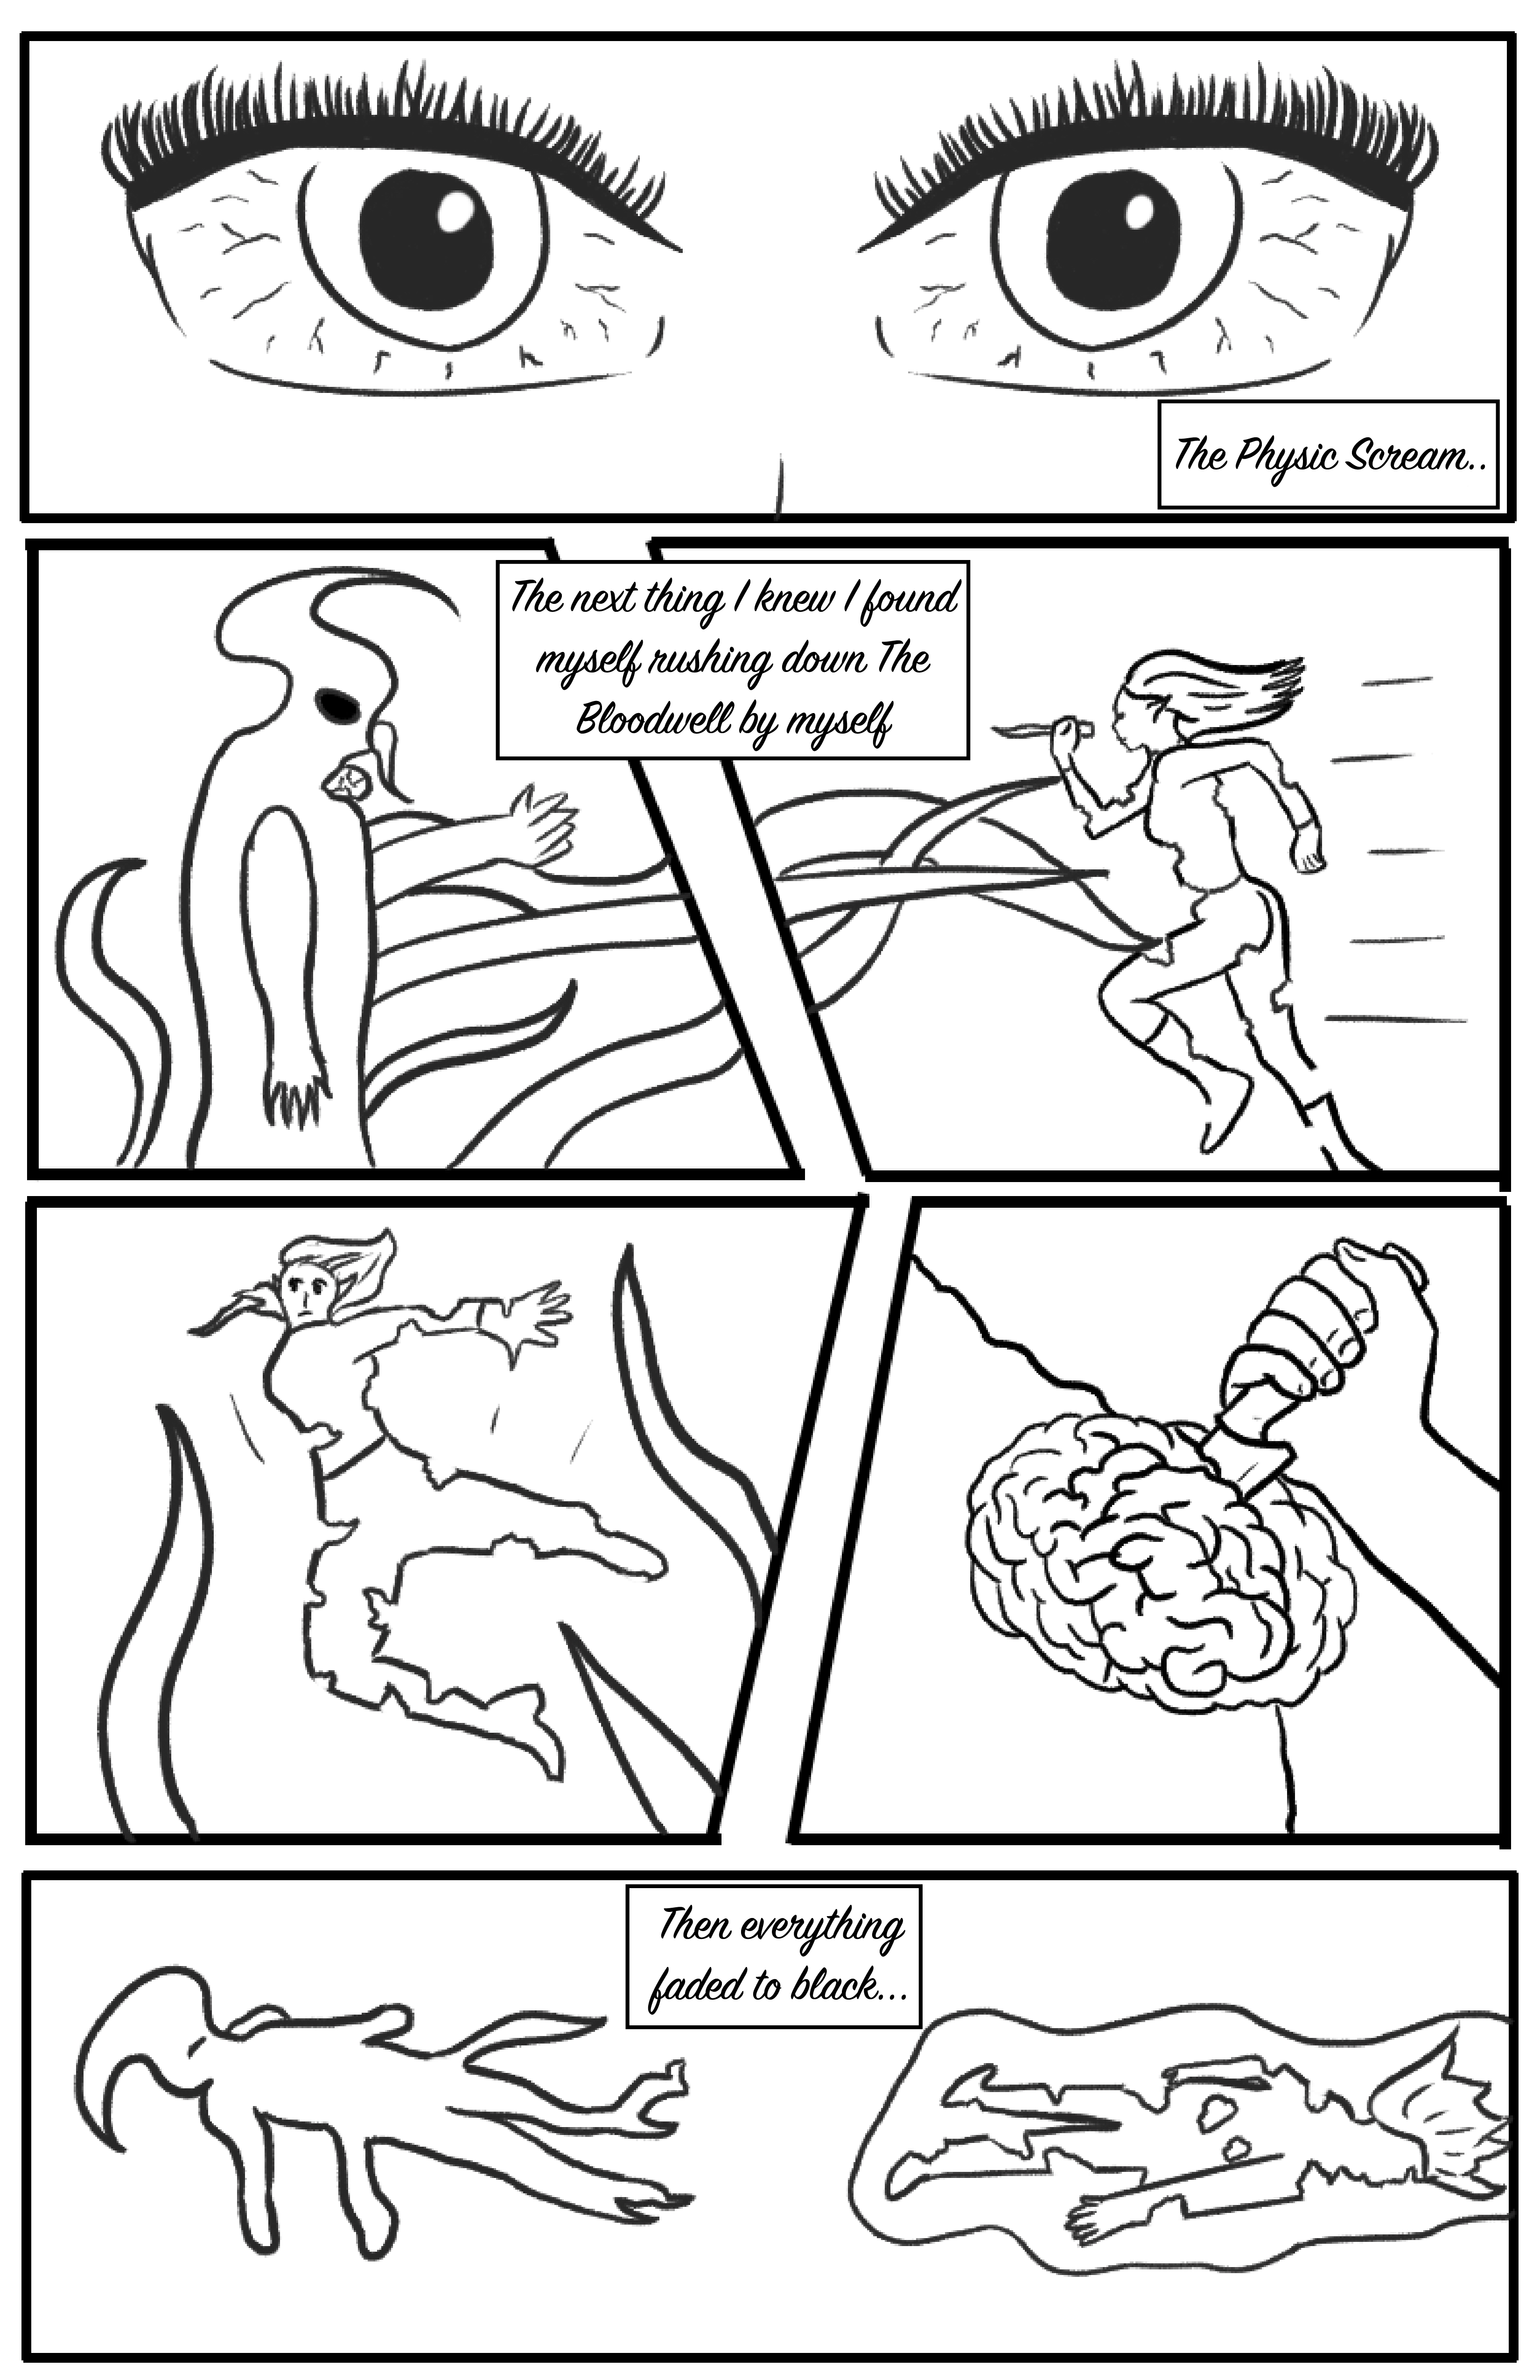 The Physic Scream..
The next thing I knew I found
myself rushing down The
Bloodwell by myself
Then everything
faded to black...